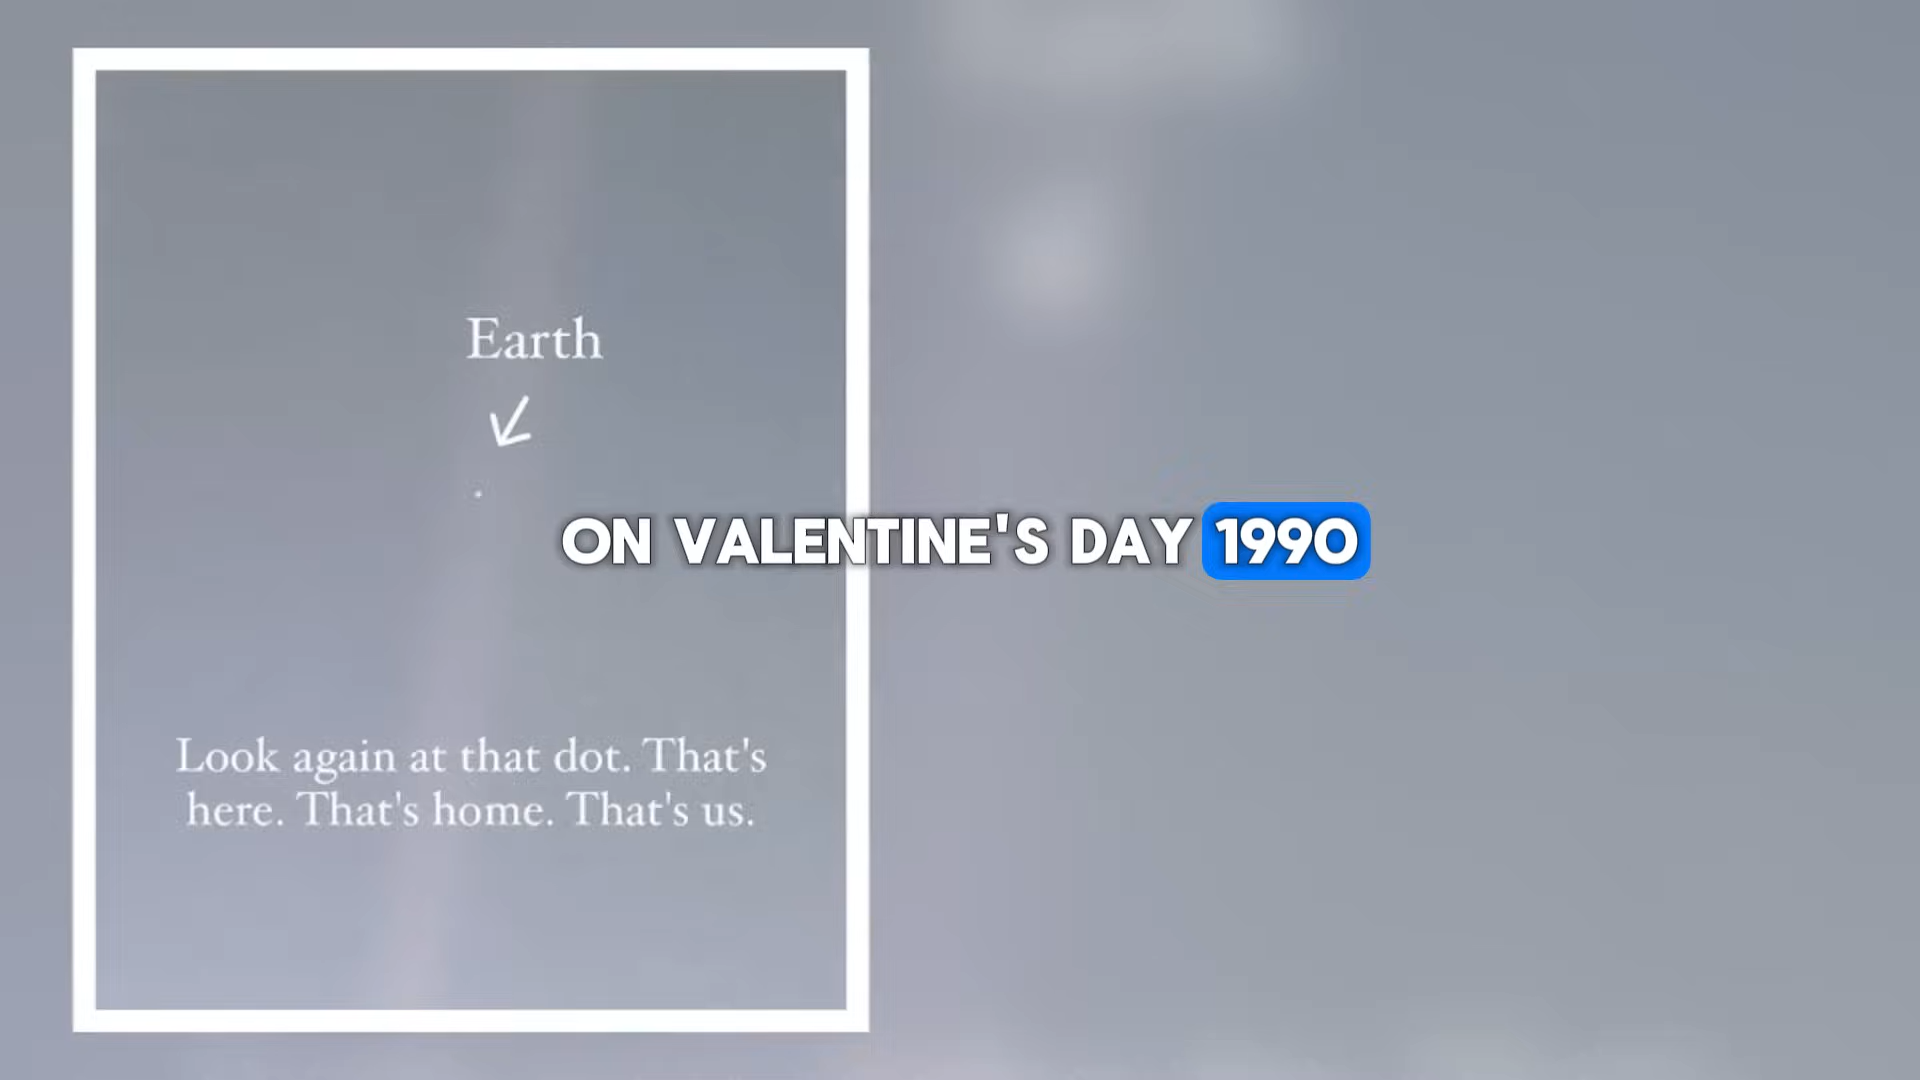 Earth
ON VALENTINE'S DAY 1990
Look again at that dot. That's
here. That's home. That's us.